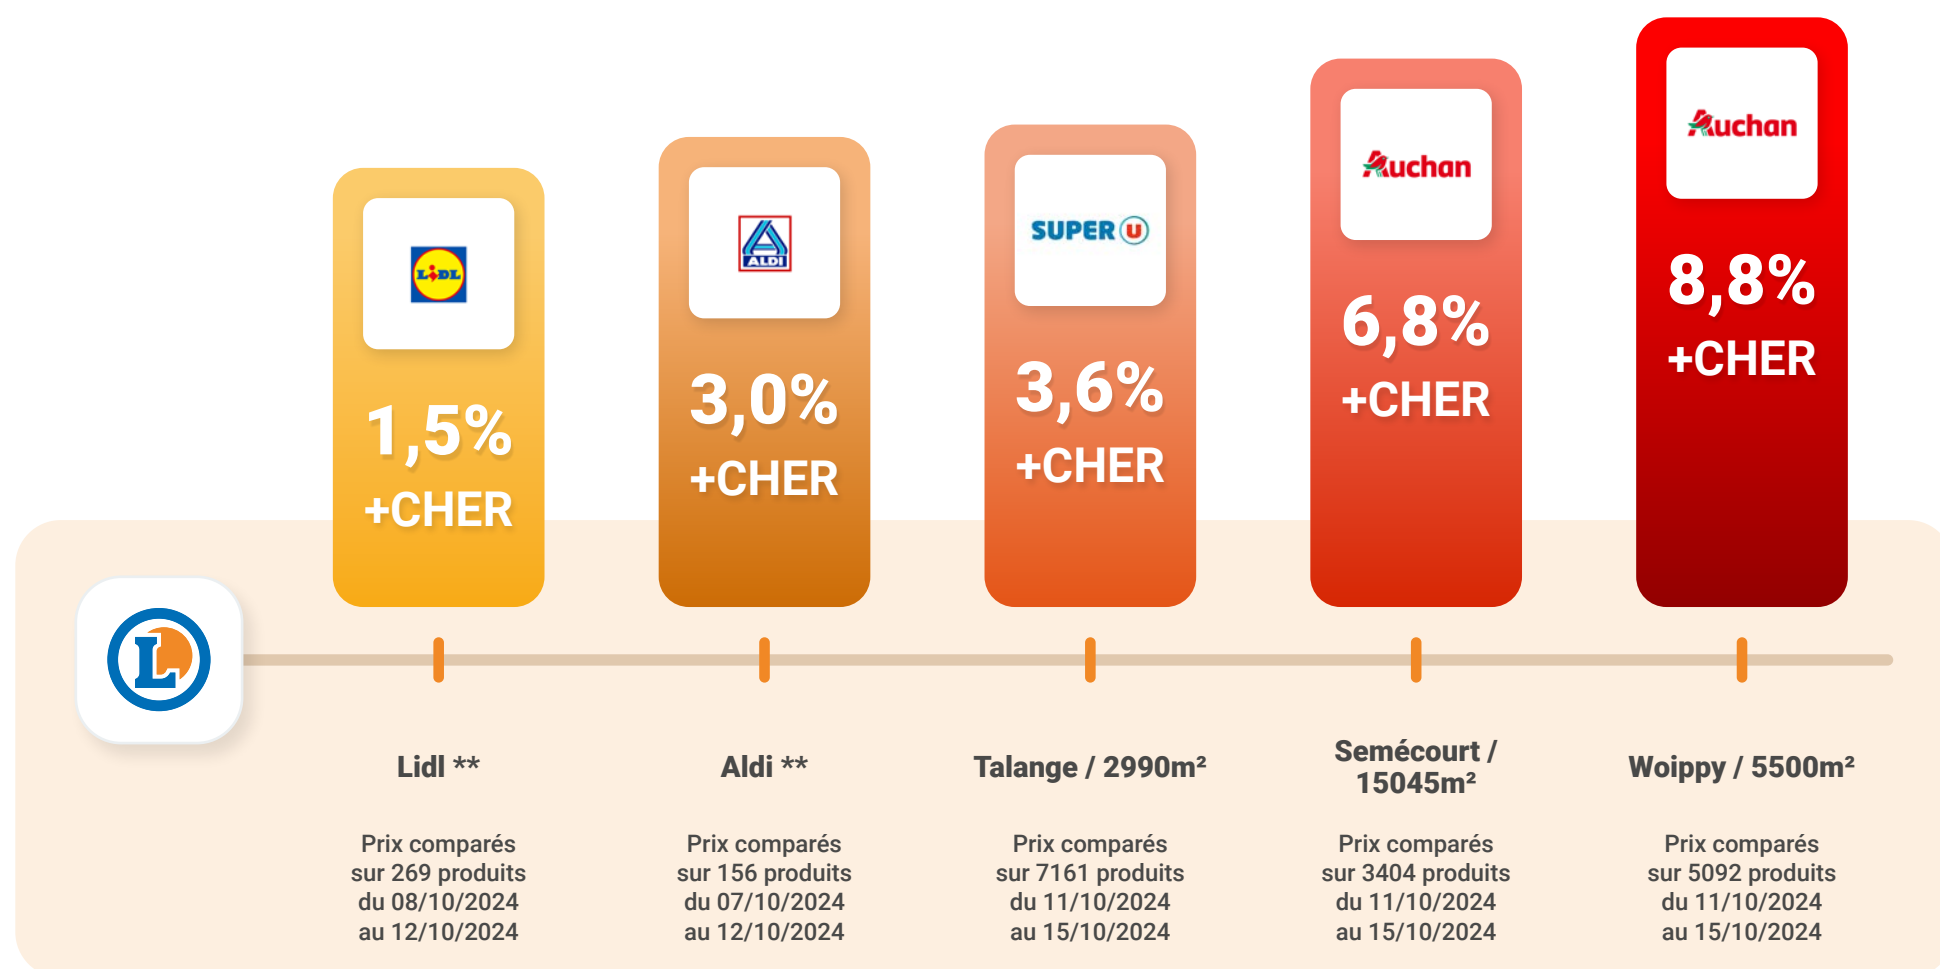 LIDL
1,5%
+CHER
ALDI
3,0%
+CHER
SUPER U
3,6%
+CHER
Auchan
6,8%
+CHER
Auchan
8,8%
+CHER
L
Lidl **
Prix comparés
sur 269 produits
du 08/10/2024
au 12/10/2024
Aldi **
Prix comparés
sur 156 produits
du 07/10/2024
au 12/10/2024
Talange / 2990m²
Prix comparés
sur 7161 produits
du 11/10/2024
au 15/10/2024
Semécourt /
15045m²
Prix comparés
sur 3404 produits
du 11/10/2024
au 15/10/2024
Woippy / 5500m²
Prix comparés
sur 5092 produits
du 11/10/2024
au 15/10/2024